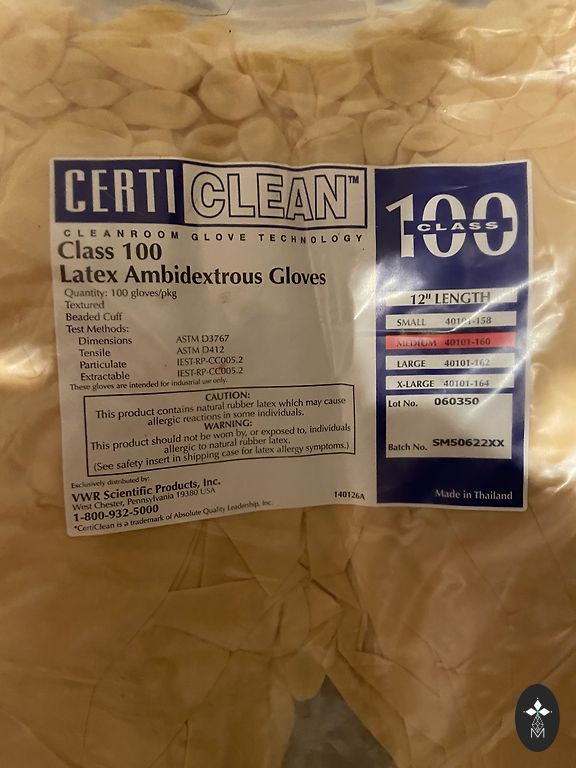 CERTI CLEAN™
CLEANROOM GLOVE TECHNOLOGY
Class 100
Latex Ambidextrous Gloves
Quantity: 100 gloves/pkg
Textured
Beaded Cuff
Test Methods:
Dimensions ASTM D3767
Tensile ASTM D412
Particulate IEST-RP-CC005.2
Extractable IEST-RP-CC005.2
These gloves are intended for industrial use only.
CAUTION:
This product contains natural rubber latex which may cause
allergic reactions in some individuals.
WARNING:
This product should not be worn by, or exposed to, individuals
allergic to natural rubber latex.
(See safety insert in shipping case for latex allergy symptoms.)
Exclusively distributed by:
VWR Scientific Products, Inc.
West Chester, Pennsylvania 19380 USA
1-800-932-5000
140126A
*CertiClean is a trademark of Absolute Quality Leadership, Inc.
100
CLASS
12" LENGTH
SMALL 40101-158
MEDIUM 40101-160
LARGE 40101-162
X-LARGE 40101-164
Lot No. 060350
Batch No. SM50622XX
Made in Thailand
M